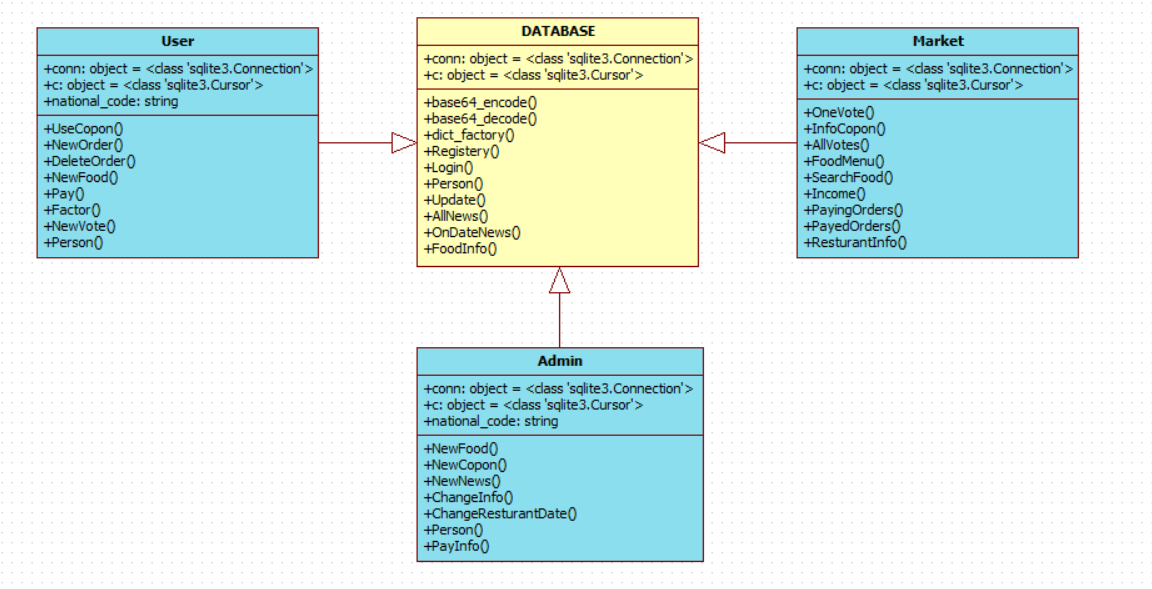 User
+conn: object = <class 'sqlite3.Connection'>
+c: object = <class 'sqlite3.Cursor'>
+national_code: string
+UseCopon()
+NewOrder()
+DeleteOrder()
+NewFood()
+Pay()
+Factor()
+NewVote()
+Person()
DATABASE
+conn: object = <class 'sqlite3.Connection'>
+c: object = <class 'sqlite3.Cursor'>
+base64_encode()
+base64_decode()
+dict_factory()
+Registery()
+Login()
+Person()
+Update()
+AllNews()
+OnDateNews()
+FoodInfo()
Market
+conn: object = <class 'sqlite3.Connection'>
+c: object = <class 'sqlite3.Cursor'>
+OneVote()
+InfoCopon()
+AllVotes()
+FoodMenu()
+SearchFood()
+Income()
+PayingOrders()
+PayedOrders()
+ResturantInfo()
Admin
+conn: object = <class 'sqlite3.Connection'>
+c: object = <class 'sqlite3.Cursor'>
+national_code: string
+NewFood()
+NewCopon()
+NewNews()
+ChangeInfo()
+ChangeResturantDate()
+Person()
+PayInfo()